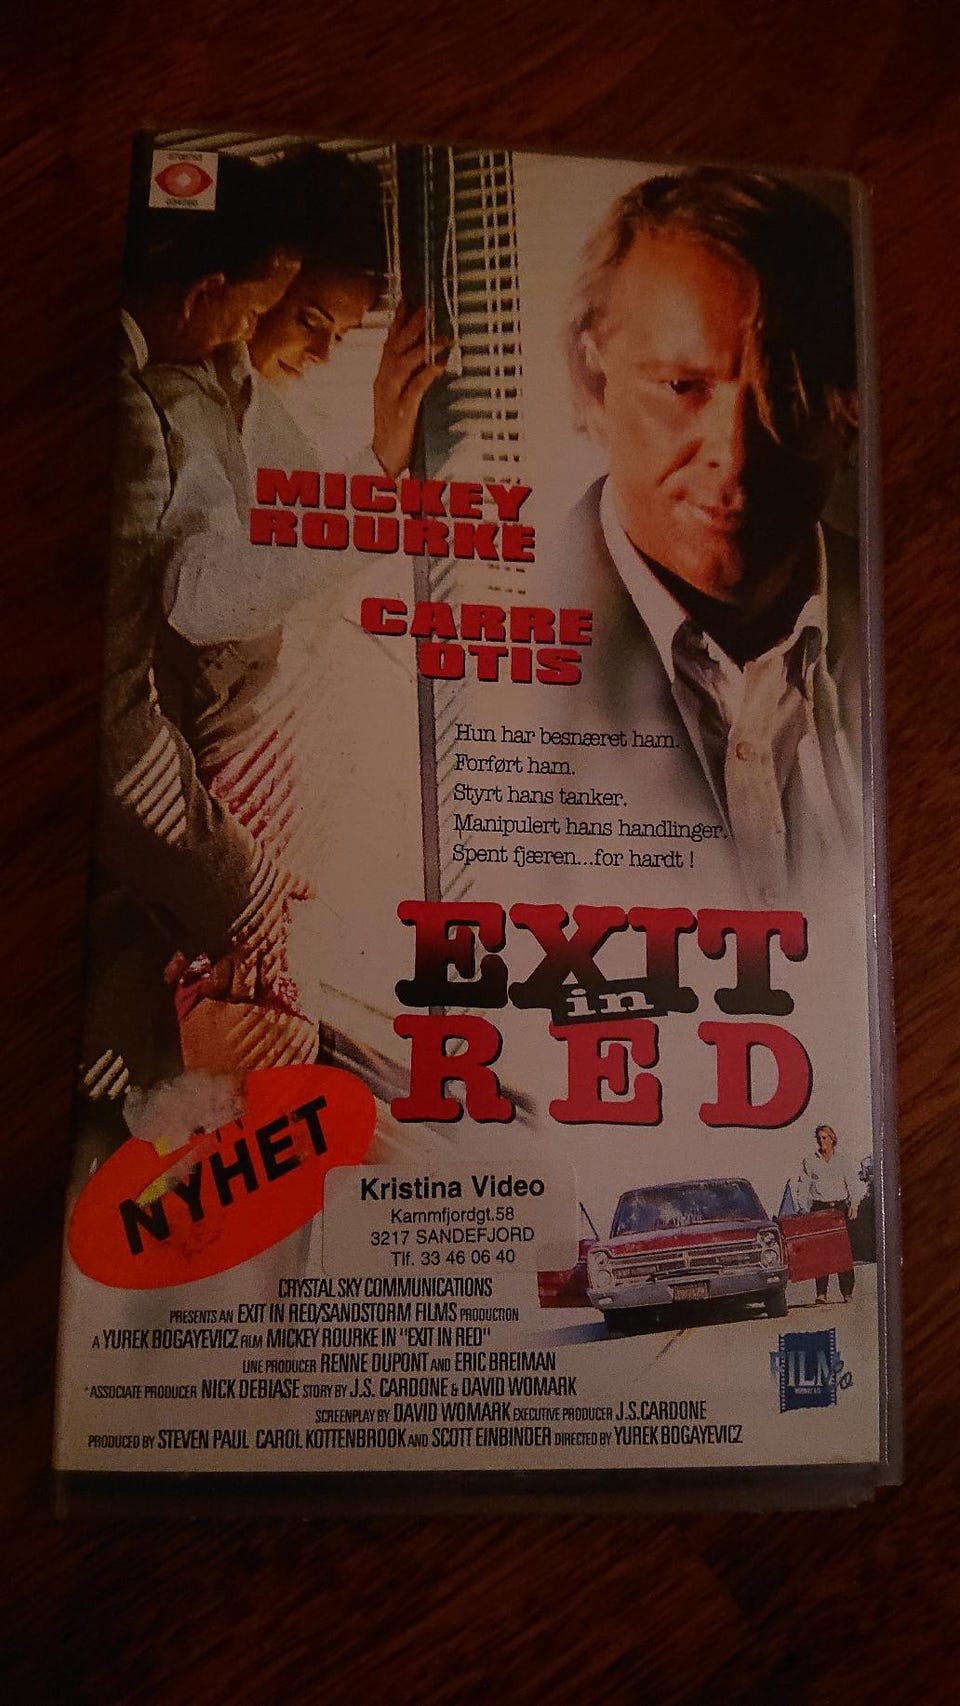 MICKEY
ROURKE
CARRE
OTIS
Hun har besnæret ham.
Forført ham.
Styrt hans tanker.
Manipulert hans handlinger.
Spent fjæren...for hardt !
EXIT
in
RED
NYHET
Kristina Video
Kammfjordgt.58
3217 SANDEFJORD
Tlf. 33 46 06 40
CRYSTAL SKY COMMUNICATIONS
PRESENTS AN EXIT IN RED/SANDSTORM FILMS PRODUCTION
A YUREK BOGAYEVICZ FILM MICKEY ROURKE IN "EXIT IN RED"
LINE PRODUCER RENNE DUPONT AND ERIC BREIMAN
ASSOCIATE PRODUCER NICK DEBIASE STORY BY J.S. CARDONE & DAVID WOMARK
SCREENPLAY BY DAVID WOMARK EXECUTIVE PRODUCER J.S.CARDONE
PRODUCED BY STEVEN PAUL CAROL KOTTENBROOK AND SCOTT EINBINDER DIRECTED BY YUREK BOGAYEVICZ
FILM